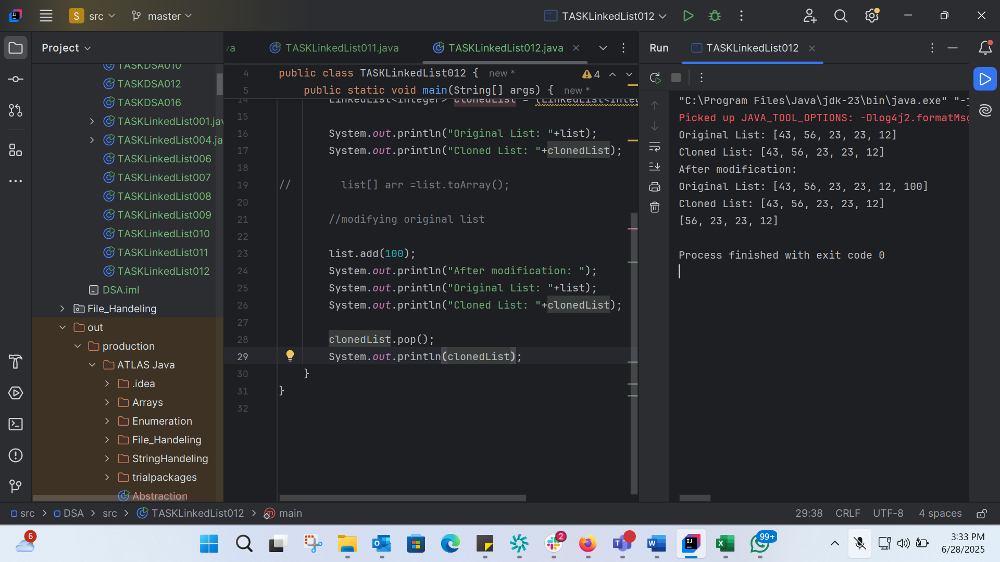 S src master TASKLinkedList012
Project
TASKDSA010
TASKDSA012
TASKDSA016
TASKLinkedList001.jav
TASKLinkedList004.ja
TASKLinkedList006
TASKLinkedList007
TASKLinkedList008
TASKLinkedList009
TASKLinkedList010
TASKLinkedList011
TASKLinkedList012
DSA.iml
File_Handeling
out
production
ATLAS Java
.idea
Arrays
Enumeration
File_Handeling
StringHandeling
trialpackages
Abstraction
va TASKLinkedList011.java TASKLinkedList012.java
4 public class TASKLinkedList012 { new * 4
5 public static void main(String[] args) { new *
14 LinkedList<Integer> clonedList = (LinkedList<Integ
15
16 System.out.println("Original List: "+list);
17 System.out.println("Cloned List: "+clonedList);
18
19 // list[] arr =list.toArray();
20
21 //modifying original list
22
23 list.add(100);
24 System.out.println("After modification: ");
25 System.out.println("Original List: "+list);
26 System.out.println("Cloned List: "+clonedList);
27
28 clonedList.pop();
29 System.out.println(clonedList);
30 }
31 }
32
Run TASKLinkedList012
"C:\Program Files\Java\jdk-23\bin\java.exe" "-j
Picked up JAVA_TOOL_OPTIONS: -Dlog4j2.formatMsg
Original List: [43, 56, 23, 23, 12]
Cloned List: [43, 56, 23, 23, 12]
After modification:
Original List: [43, 56, 23, 23, 12, 100]
Cloned List: [43, 56, 23, 23, 12]
[56, 23, 23, 12]
Process finished with exit code 0
src > DSA > src > TASKLinkedList012 > main 29:38 CRLF UTF-8 4 spaces
6 2 99+ 3:33 PM
6/28/2025